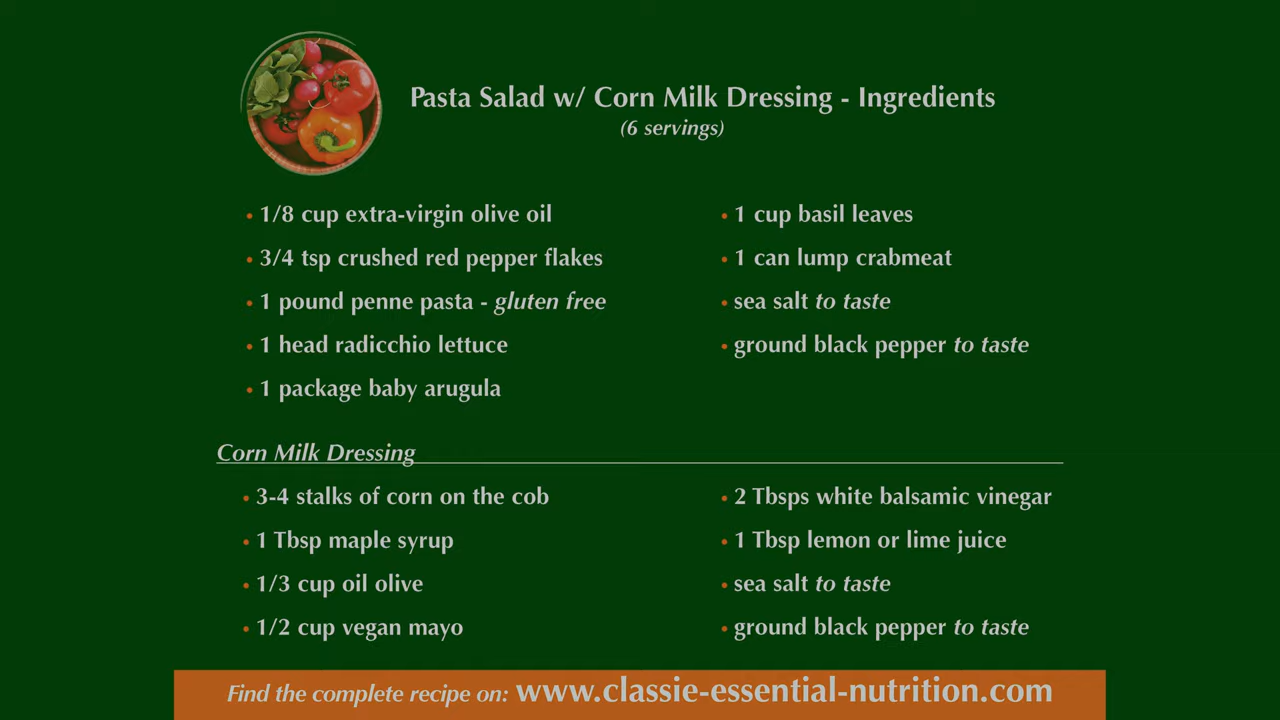 Pasta Salad w/ Corn Milk Dressing - Ingredients
(6 servings)
• 1/8 cup extra-virgin olive oil
• 3/4 tsp crushed red pepper flakes
• 1 pound penne pasta - gluten free
• 1 head radicchio lettuce
• 1 package baby arugula
• 1 cup basil leaves
• 1 can lump crabmeat
• sea salt to taste
• ground black pepper to taste
Corn Milk Dressing
• 3-4 stalks of corn on the cob
• 1 Tbsp maple syrup
• 1/3 cup oil olive
• 1/2 cup vegan mayo
• 2 Tbsps white balsamic vinegar
• 1 Tbsp lemon or lime juice
• sea salt to taste
• ground black pepper to taste
Find the complete recipe on: www.classie-essential-nutrition.com